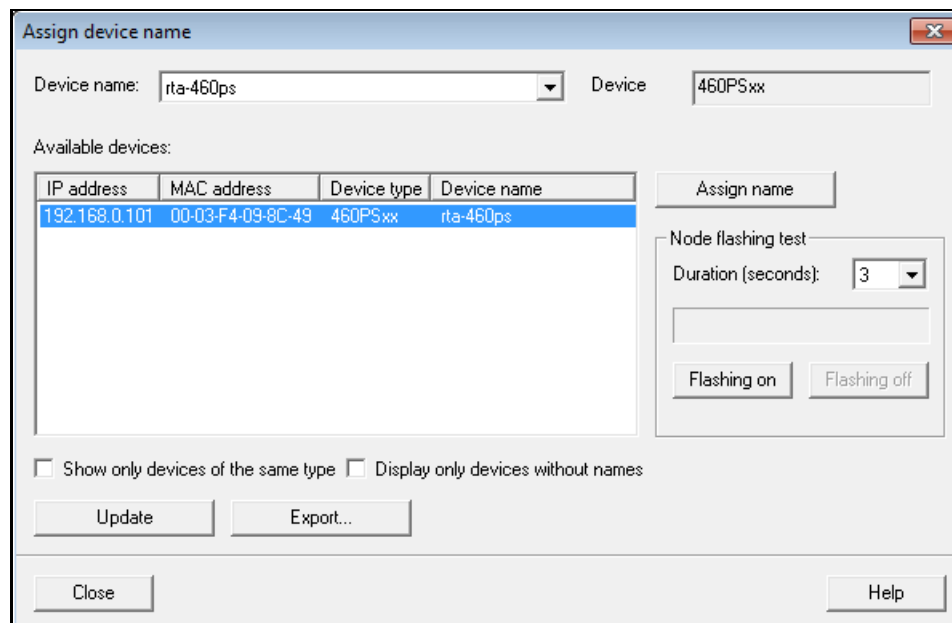 Assign device name
Device name: rta-460ps Device 460PSxx
Available devices:
IP address MAC address Device type Device name
192.168.0.101 00-03-F4-09-8C-49 460PSxx rta-460ps
Assign name
Node flashing test
Duration (seconds): 3
Flashing on Flashing off
Show only devices of the same type Display only devices without names
Update Export...
Close Help